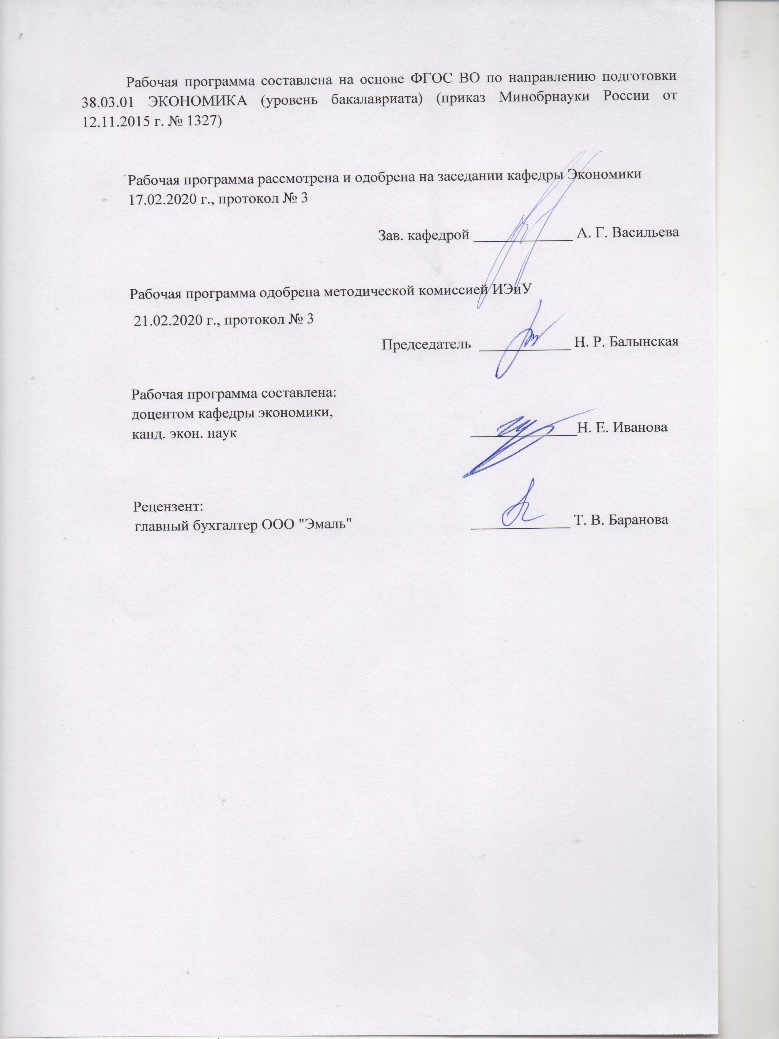 Рабочая программа составлена на основе ФГОС ВО по направлению подготовки
38.03.01 ЭКОНОМИКА (уровень бакалавриата) (приказ Минобрнауки России от
12.11.2015 г. № 1327)
Рабочая программа рассмотрена и одобрена на заседании кафедры Экономики
17.02.2020 г., протокол № 3
Зав. кафедрой _____________ А. Г. Васильева
Рабочая программа одобрена методической комиссией ИЭиУ
21.02.2020 г., протокол № 3
Председатель ____________ Н. Р. Балынская
Рабочая программа составлена:
доцентом кафедры экономики,
канд. экон. наук ______________Н. Е. Иванова
Рецензент:
главный бухгалтер ООО "Эмаль" _____________ Т. В. Баранова